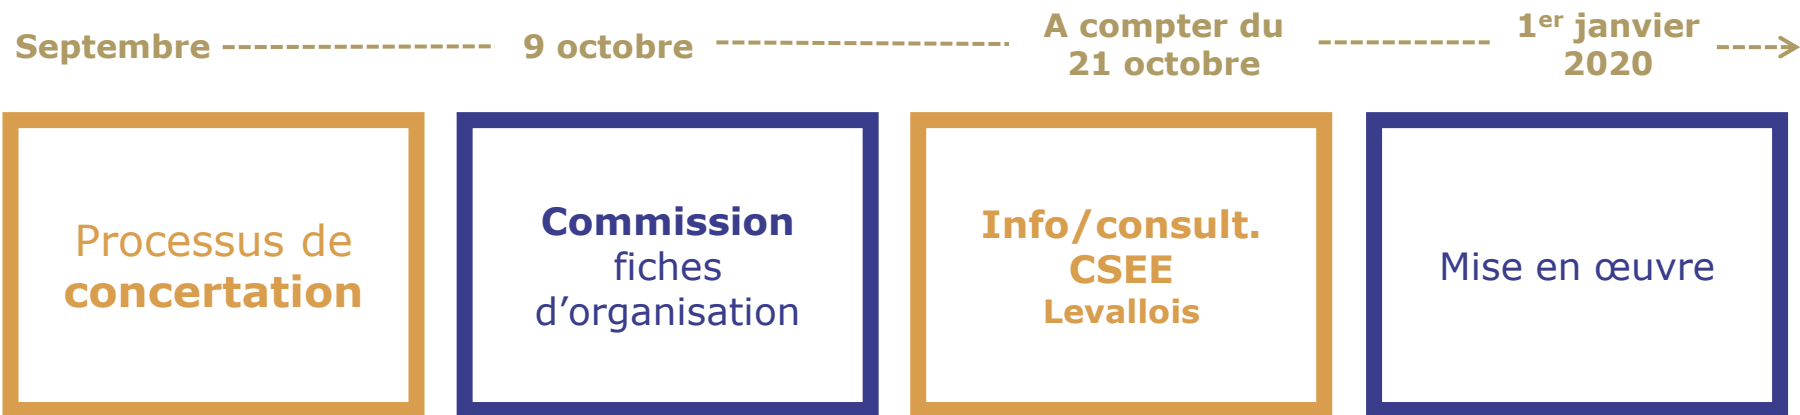 Septembre
9 octobre
A compter du
21 octobre
1er janvier
2020
Processus de
concertation
Commission
fiches
d’organisation
Info/consult.
CSEE
Levallois
Mise en œuvre